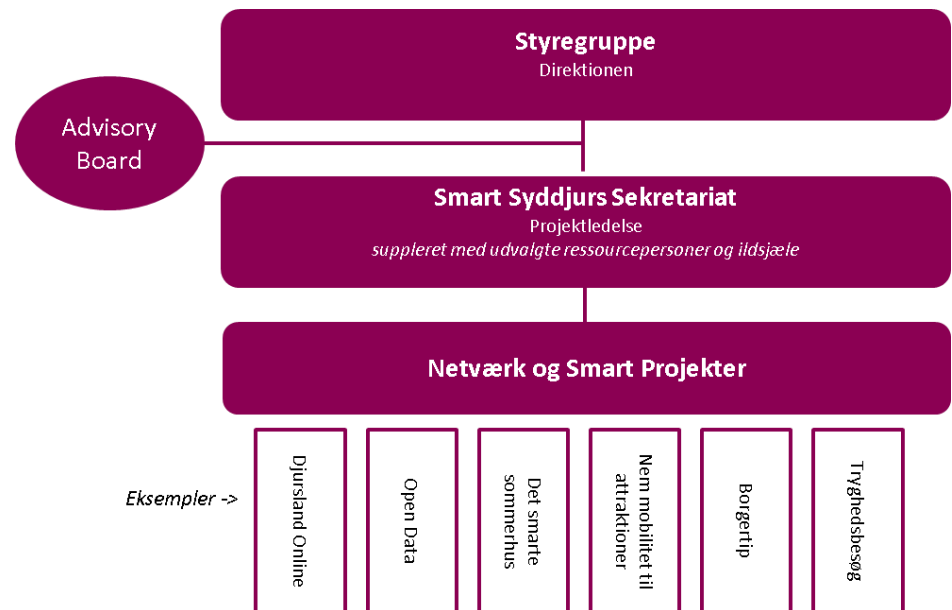 Styregruppe
Direktionen
Advisory
Board
Smart Syddjurs Sekretariat
Projektledelse
suppleret med udvalgte ressourcepersoner og ildsjæle
Netværk og Smart Projekter
Eksempler ->
Djursland Online
Open Data
Det smarte
sommerhus
Nem mobilitet til
attraktioner
Borgertip
Tryghedsbesøg